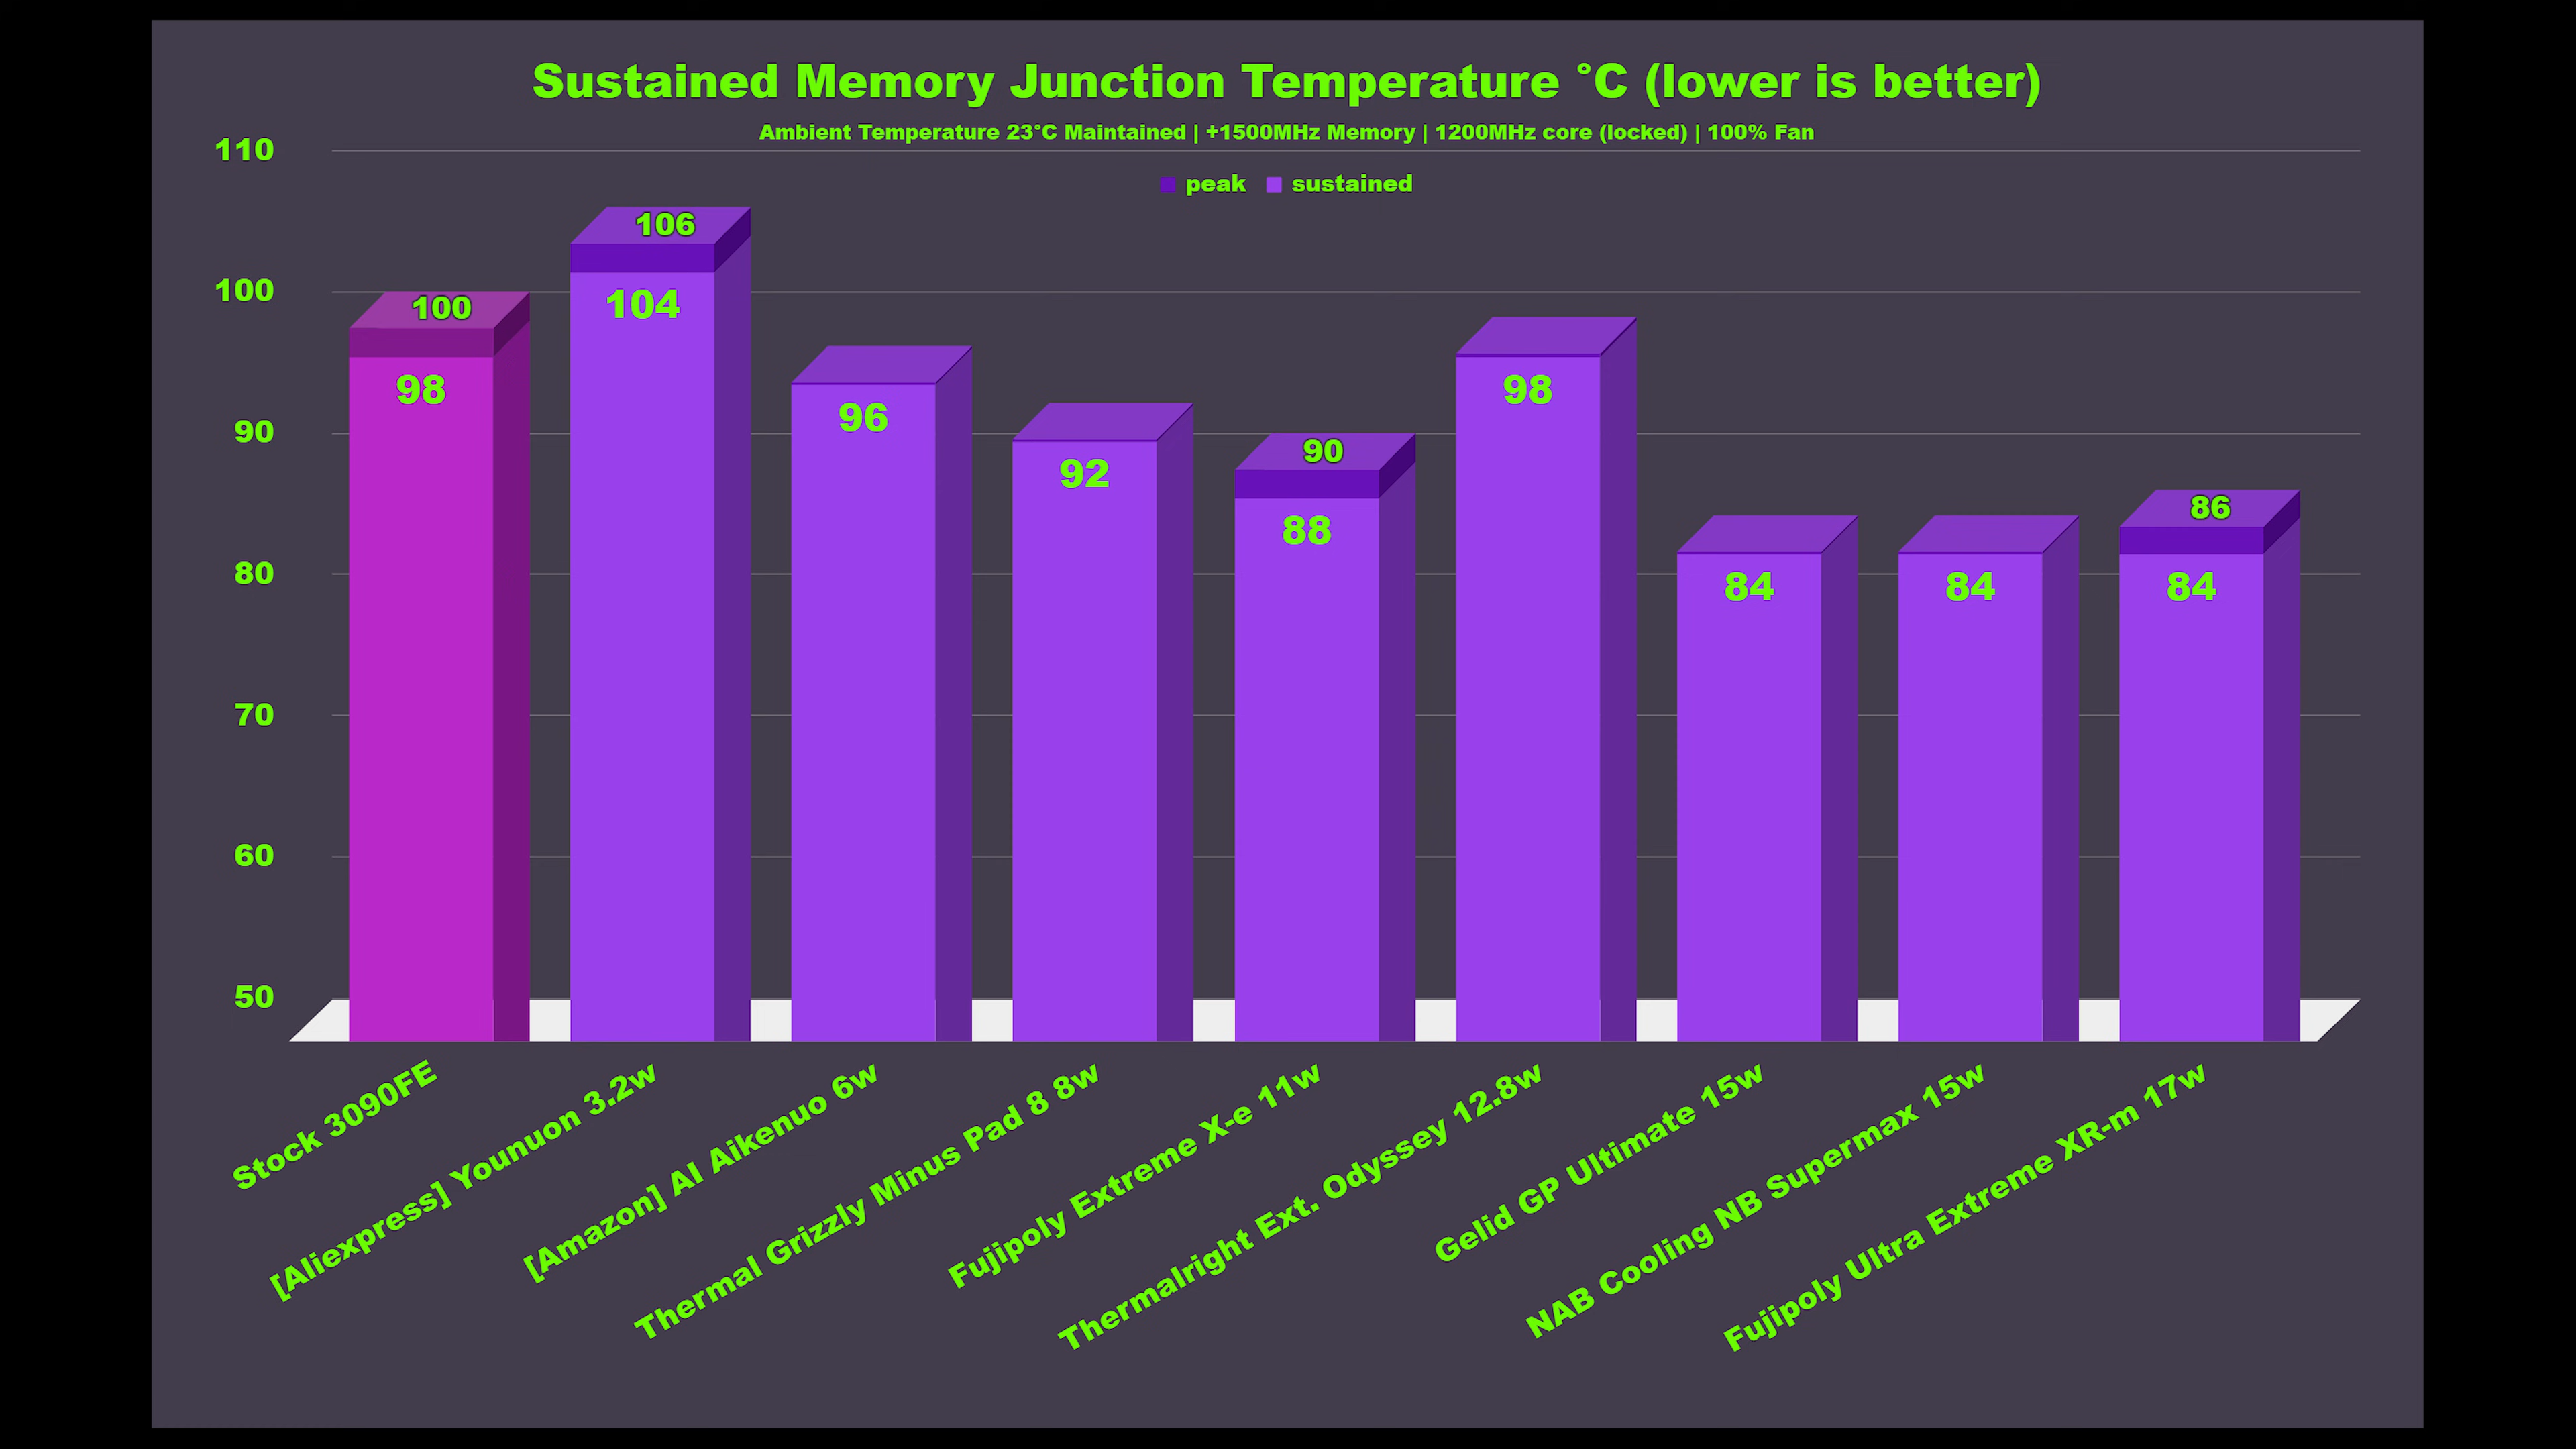 Sustained Memory Junction Temperature °C (lower is better)
Ambient Temperature 23°C Maintained | +1500MHz Memory | 1200MHz core (locked) | 100% Fan
peak sustained
110
100
90
80
70
60
50
100
98
106
104
96
92
90
88
98
84
84
86
84
Stock 3090FE
[Aliexpress] Younuon 3.2w
[Amazon] Al Aikenuo 6w
Thermal Grizzly Minus Pad 8 8w
Fujipoly Extreme X-e 11w
Thermalright Ext. Odyssey 12.8w
Gelid GP Ultimate 15w
NAB Cooling NB Supermax 15w
Fujipoly Ultra Extreme XR-m 17w